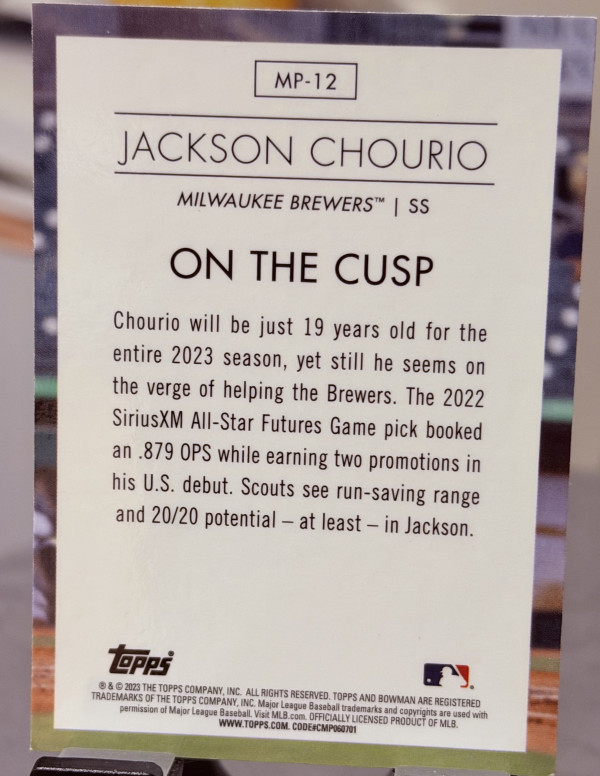 MP-12
JACKSON CHOURIO
MILWAUKEE BREWERS™ | SS
ON THE CUSP
Chourio will be just 19 years old for the
entire 2023 season, yet still he seems on
the verge of helping the Brewers. The 2022
SiriusXM All-Star Futures Game pick booked
an .879 OPS while earning two promotions in
his U.S. debut. Scouts see run-saving range
and 20/20 potential – at least – in Jackson.
Topps
® & © 2023 THE TOPPS COMPANY, INC. ALL RIGHTS RESERVED. TOPPS AND BOWMAN ARE REGISTERED
TRADEMARKS OF THE TOPPS COMPANY, INC. Major League Baseball trademarks and copyrights are used with
permission of Major League Baseball. Visit MLB.com. OFFICIALLY LICENSED PRODUCT OF MLB.
WWW.TOPPS.COM. CODE#CMP060701